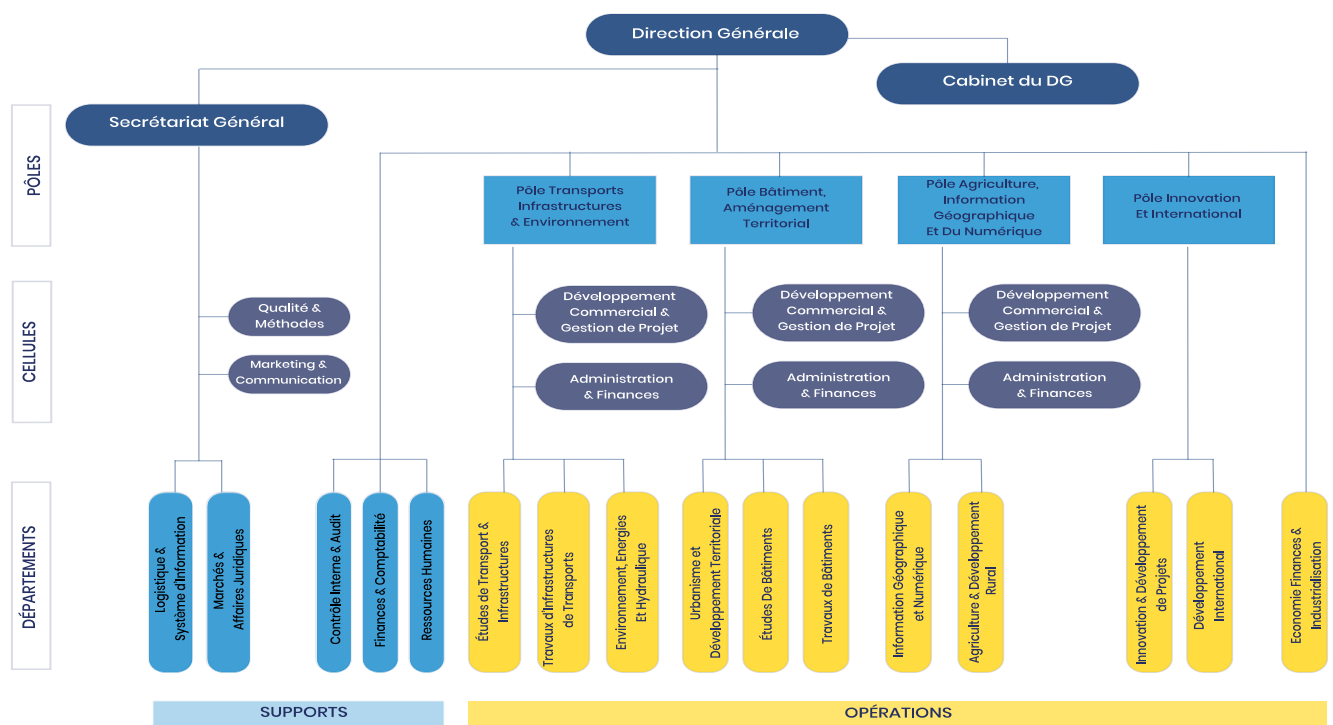 Direction Générale
Cabinet du DG
Secrétariat Général
PÔLES
Pôle Transports
Infrastructures
& Environnement
Pôle Bâtiment,
Aménagement
Territorial
Pôle Agriculture,
Information
Géographique
Et Du Numérique
Pôle Innovation
Et International
CELLULES
Qualité &
Méthodes
Marketing &
Communication
Développement
Commercial &
Gestion de Projet
Administration
& Finances
Développement
Commercial &
Gestion de Projet
Administration
& Finances
Développement
Commercial &
Gestion de Projet
Administration
& Finances
DÉPARTEMENTS
Logistique &
Système d'Information
Marchés &
Affaires Juridiques
Contrôle Interne & Audit
Finances & Comptabilité
Ressources Humaines
Études de Transport &
Infrastructures
Travaux d'Infrastructures
de Transports
Environnement, Energies
Et Hydraulique
Urbanisme et
Développement Territoriale
Études De Bâtiments
Travaux de Bâtiments
Information Géographique
et Numérique
Agriculture & Développement
Rural
Innovation & Développement
de Projets
Développement
International
Economie Finances &
Industrialisation
SUPPORTS
OPÉRATIONS